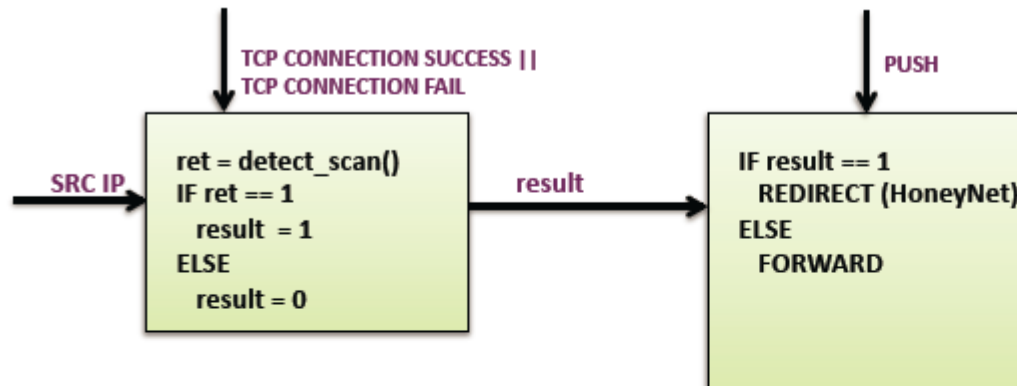 TCP CONNECTION SUCCESS ||
TCP CONNECTION FAIL
PUSH
SRC IP
ret = detect_scan()
IF ret == 1
result = 1
ELSE
result = 0
result
IF result == 1
REDIRECT (HoneyNet)
ELSE
FORWARD